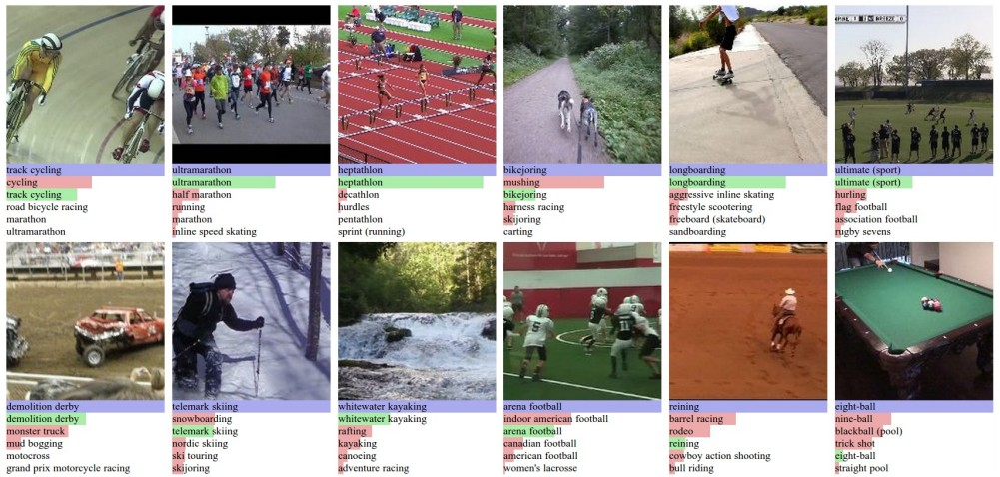 track cycling
cycling
track cycling
road bicycle racing
marathon
ultramarathon
ultramarathon
ultramarathon
half marathon
running
marathon
inline speed skating
heptathlon
heptathlon
decathlon
hurdles
pentathlon
sprint (running)
bikejoring
mushing
bikejoring
harness racing
skijoring
carting
longboarding
longboarding
aggressive inline skating
freestyle scootering
freeboard (skateboard)
sandboarding
ultimate (sport)
ultimate (sport)
hurling
flag football
association football
rugby sevens
demolition derby
demolition derby
monster truck
mud bogging
motocross
grand prix motorcycle racing
telemark skiing
snowboarding
telemark skiing
nordic skiing
ski touring
skijoring
whitewater kayaking
whitewater kayaking
rafting
kayaking
canoeing
adventure racing
arena football
indoor american football
arena football
canadian football
american football
women's lacrosse
reining
barrel racing
rodeo
reining
cowboy action shooting
bull riding
eight-ball
nine-ball
blackball (pool)
trick shot
eight-ball
straight pool